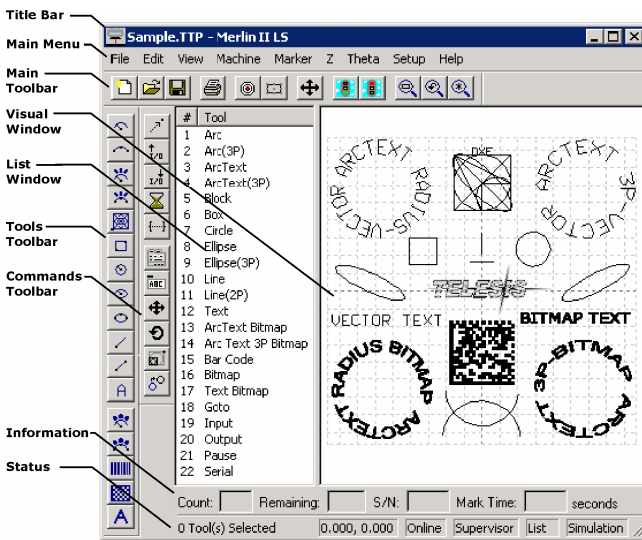 Title Bar
Sample.TTP - Merlin II LS
Main Menu
File Edit View Machine Marker Z Theta Setup Help
Main
Toolbar
Visual
Window
List
Window
Tools
Toolbar
Commands
Toolbar
Information
Status
# Tool
1 Arc
2 Arc(3P)
3 ArcText
4 ArcText(3P)
5 Block
6 Box
7 Circle
8 Ellipse
9 Ellipse(3P)
10 Line
11 Line(2P)
12 Text
13 ArcText Bitmap
14 Arc Text 3P Bitmap
15 Bar Code
16 Bitmap
17 Text Bitmap
18 Goto
19 Input
20 Output
21 Pause
22 Serial
I/O
I/O
ABC
A
A
ARCTEXT RADIUS-VECTOR
DXF
ARCTEXT 3P-VECTOR
TELESIS
VECTOR TEXT
BITMAP TEXT
ARCTEXT RADIUS BITMAP
ARCTEXT 3P-BITMAP
Count: Remaining: S/N: Mark Time: seconds
0 Tool(s) Selected 0.000, 0.000 Online Supervisor List Simulation